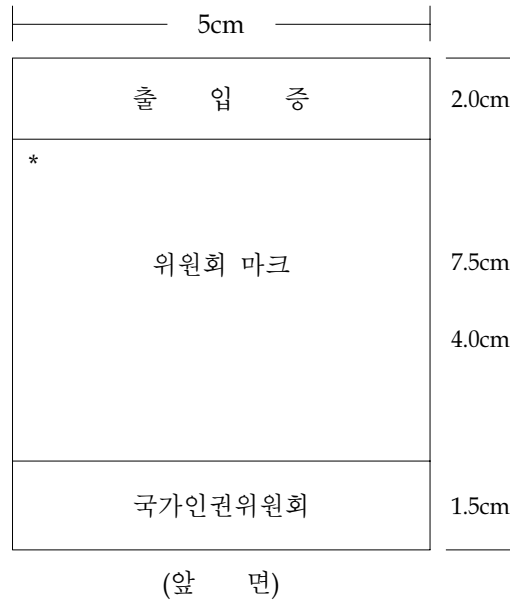 5cm
출 입 증
2.0cm
*
위원회 마크
7.5cm
4.0cm
국가인권위원회
1.5cm
(앞 면)